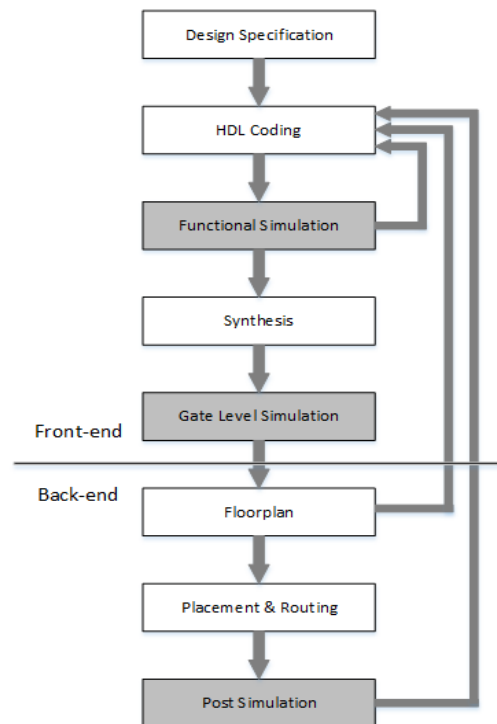 Design Specification
HDL Coding
Functional Simulation
Synthesis
Gate Level Simulation
Front-end
Back-end
Floorplan
Placement & Routing
Post Simulation